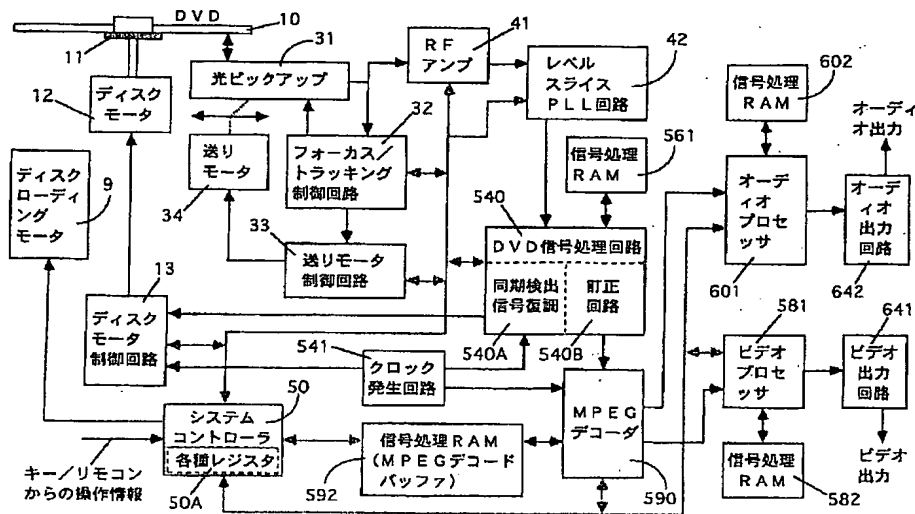 DVD
10
11
ディスク
モータ
12
31
光ピックアップ
RF
アンプ
41
レベル
スライス
PLL回路
42
信号処理
RAM
602
オーディ
オ出力
ディスク
ローディ
ング
モータ
9
送り
モータ
34
32
フォーカス/
トラッキング
制御回路
信号処理
RAM
561
33
送りモータ
制御回路
540
DVD信号処理回路
同期検出
信号復調
訂正
回路
540A
540B
オーディ
オプロ
セッサ
601
オーディ
オ出力
回路
642
13
ディスク
モータ
制御回路
541
クロック
発生回路
581
ビデオ
プロセ
ッサ
641
ビデオ
出力
回路
50
システム
コントローラ
各種レジスタ
50A
キー/リモコン
からの操作情報
信号処理RAM
(MPEGデコード
バッファ)
592
MPEG
デコーダ
590
信号処理
RAM
582
ビデオ
出力